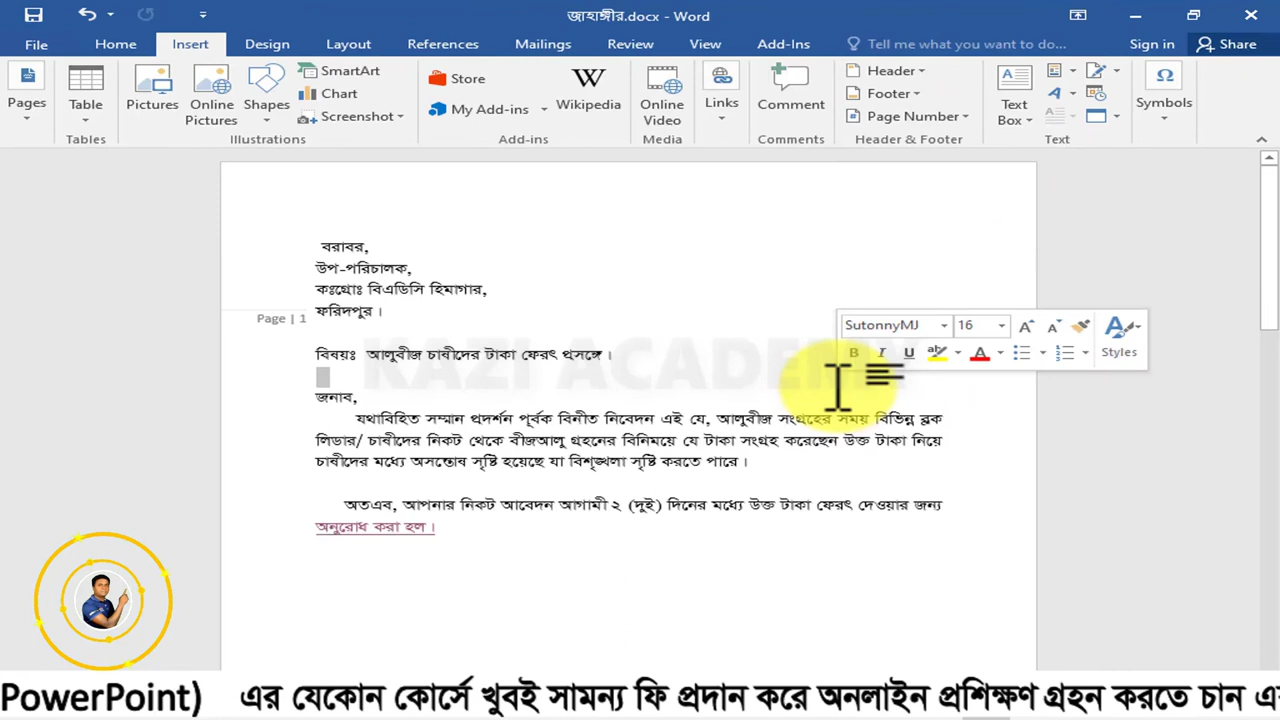 জাহাঙ্গীর.docx - Word
File Home Insert Design Layout References Mailings Review View Add-Ins Tell me what you want to do... Sign in Share
Pages
Table
Pictures
Online Pictures
Shapes
SmartArt
Chart
Screenshot
Store
My Add-ins
Wikipedia
Online Video
Links
Comment
Header
Footer
Page Number
Text Box
Symbols
Tables Illustrations Add-ins Media Comments Header & Footer Text
বরাবর,
উপ-পরিচালক,
কঃগ্রোঃ বিএডিসি হিমাগার,
ফরিদপুর।
Page | 1
SutonnyMJ 16
Styles
বিষয়ঃ আলুবীজ চাষীদের টাকা ফেরৎ প্রসঙ্গে।
KAZI ACADEMY
জনাব,
যথাবিহিত সম্মান প্রদর্শন পূর্বক বিনীত নিবেদন এই যে, আলুবীজ সংগ্রহের সময় বিভিন্ন ব্লক
লিডার/ চাষীদের নিকট থেকে বীজআলু গ্রহনের বিনিময়ে যে টাকা সংগ্রহ করেছেন উক্ত টাকা নিয়ে
চাষীদের মধ্যে অসন্তোষ সৃষ্টি হয়েছে যা বিশৃঙ্খলা সৃষ্টি করতে পারে।
অতএব, আপনার নিকট আবেদন আগামী ২ (দুই) দিনের মধ্যে উক্ত টাকা ফেরৎ দেওয়ার জন্য
অনুরোধ করা হল।
PowerPoint) এর যেকোন কোর্সে খুবই সামন্য ফি প্রদান করে অনলাইন প্রশিক্ষণ গ্রহন করতে চান